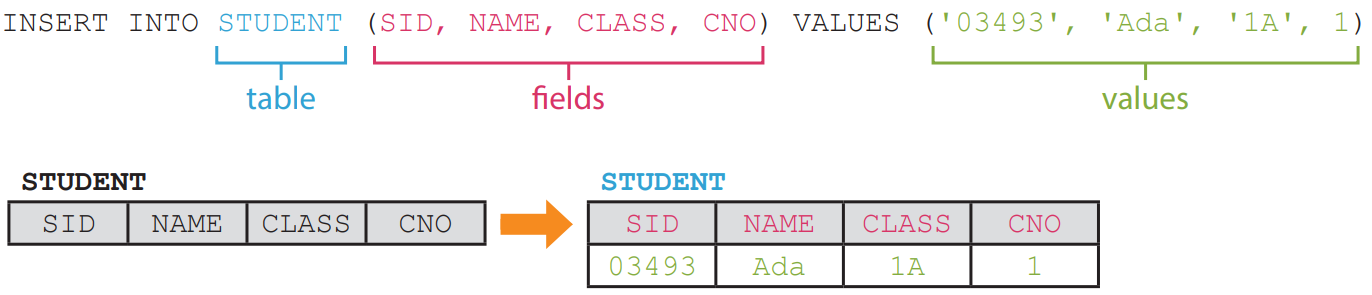 INSERT INTO STUDENT (SID, NAME, CLASS, CNO) VALUES ('03493', 'Ada', '1A', 1)
table fields values
STUDENT STUDENT
SID NAME CLASS CNO SID NAME CLASS CNO
03493 Ada 1A 1